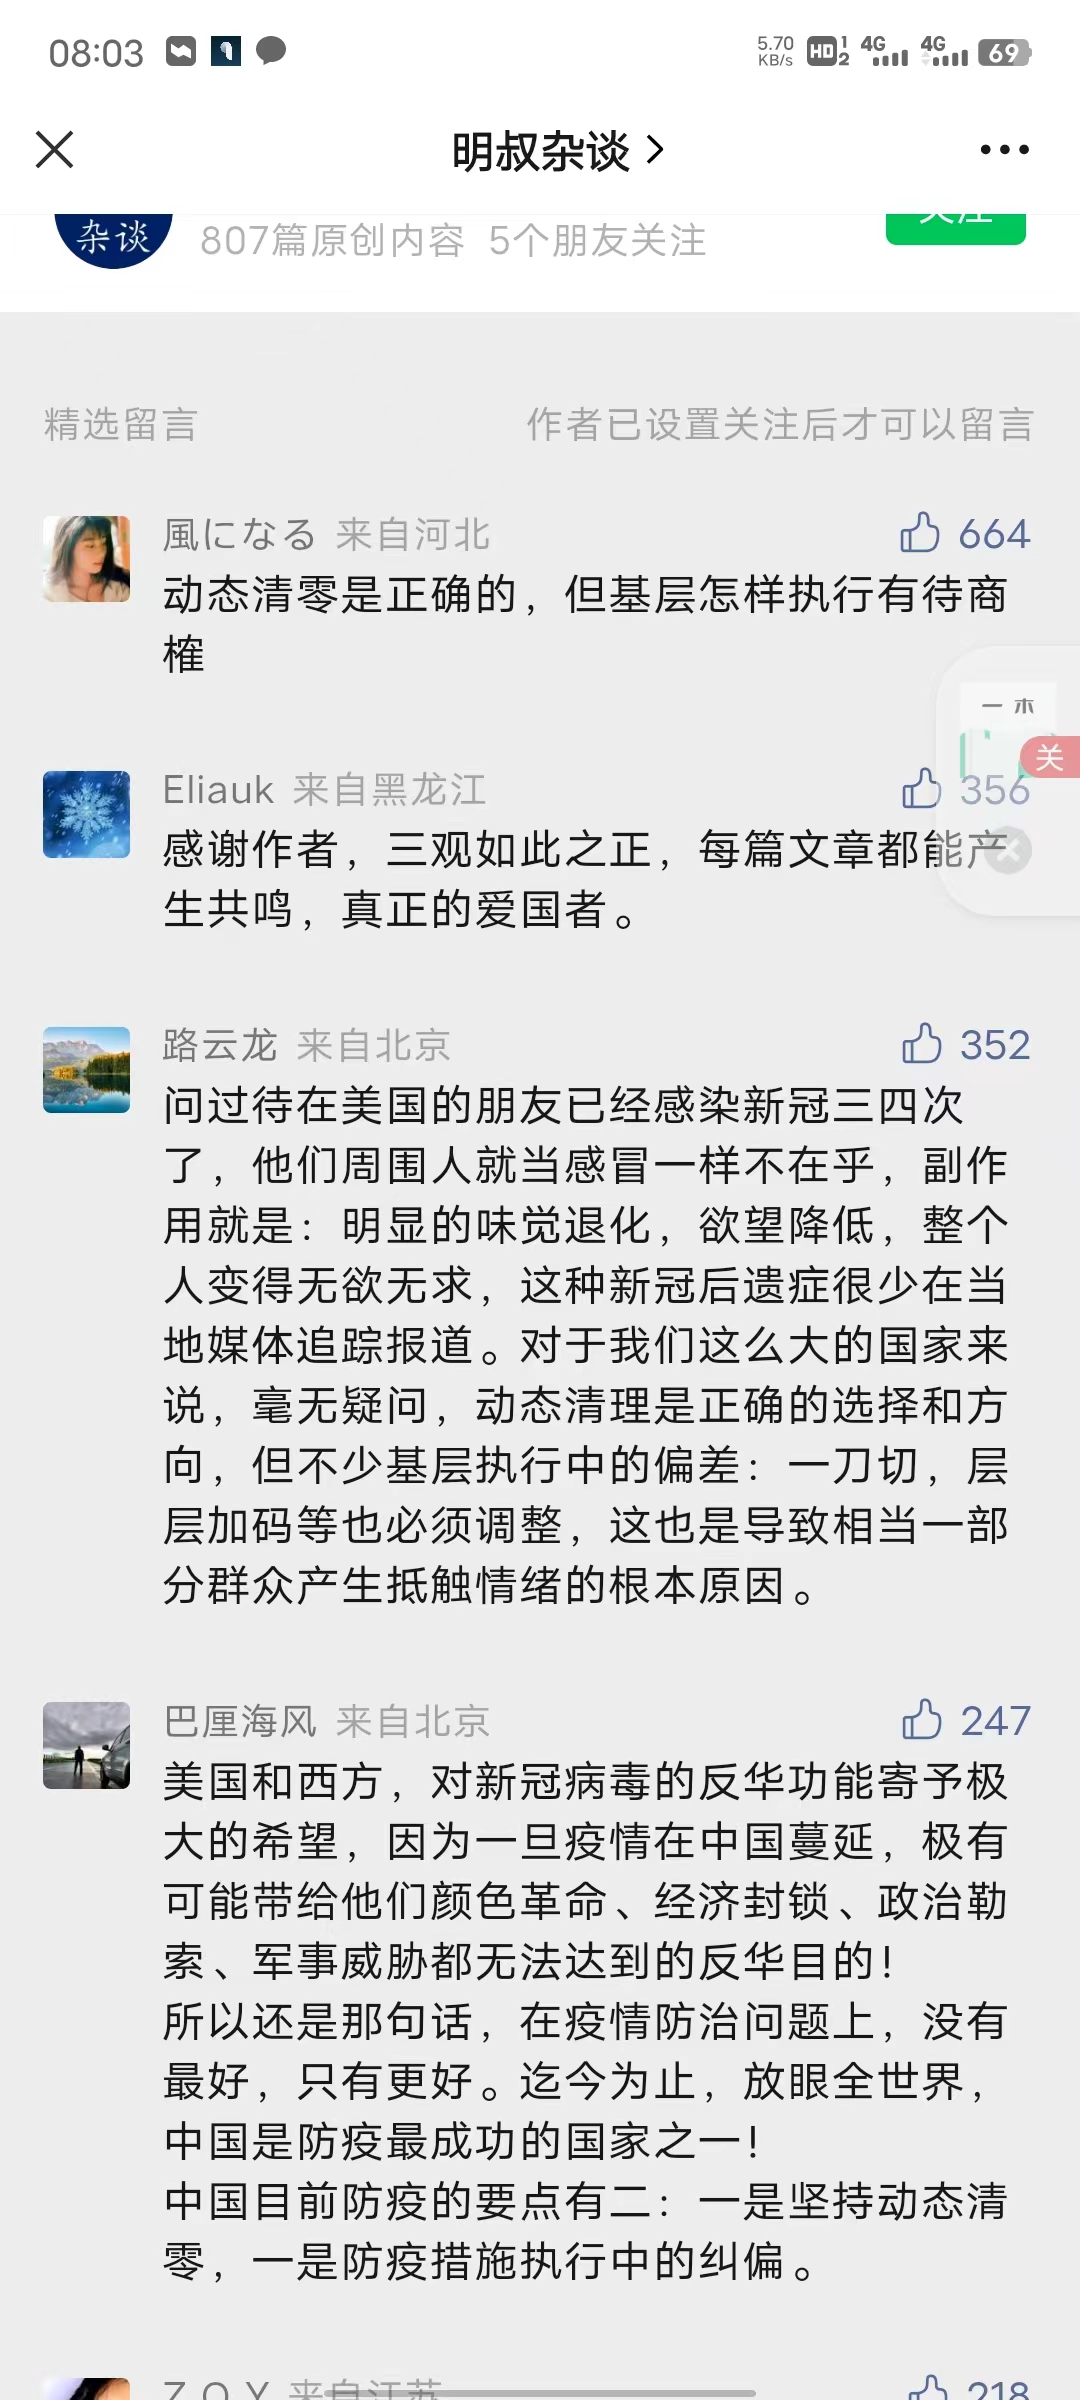 08:03
5.70
KB/s
HD 1 2
4G
4G
69
明叔杂谈
杂谈
807篇原创内容 5个朋友关注
关注
精选留言 作者已设置关注后才可以留言
風になる 来自河北 664
动态清零是正确的，但基层怎样执行有待商
榷
一木
关
Eliauk 来自黑龙江 356
感谢作者，三观如此之正，每篇文章都能产
生共鸣，真正的爱国者。
路云龙 来自北京 352
问过待在美国的朋友已经感染新冠三四次
了，他们周围人就当感冒一样不在乎，副作
用就是：明显的味觉退化，欲望降低，整个
人变得无欲无求，这种新冠后遗症很少在当
地媒体追踪报道。对于我们这么大的国家来
说，毫无疑问，动态清理是正确的选择和方
向，但不少基层执行中的偏差：一刀切，层
层加码等也必须调整，这也是导致相当一部
分群众产生抵触情绪的根本原因。
巴厘海风 来自北京 247
美国和西方，对新冠病毒的反华功能寄予极
大的希望，因为一旦疫情在中国蔓延，极有
可能带给他们颜色革命、经济封锁、政治勒
索、军事威胁都无法达到的反华目的！
所以还是那句话，在疫情防治问题上，没有
最好，只有更好。迄今为止，放眼全世界，
中国是防疫最成功的国家之一！
中国目前防疫的要点有二：一是坚持动态清
零，一是防疫措施执行中的纠偏。
Z.O.Y 来自江苏 218